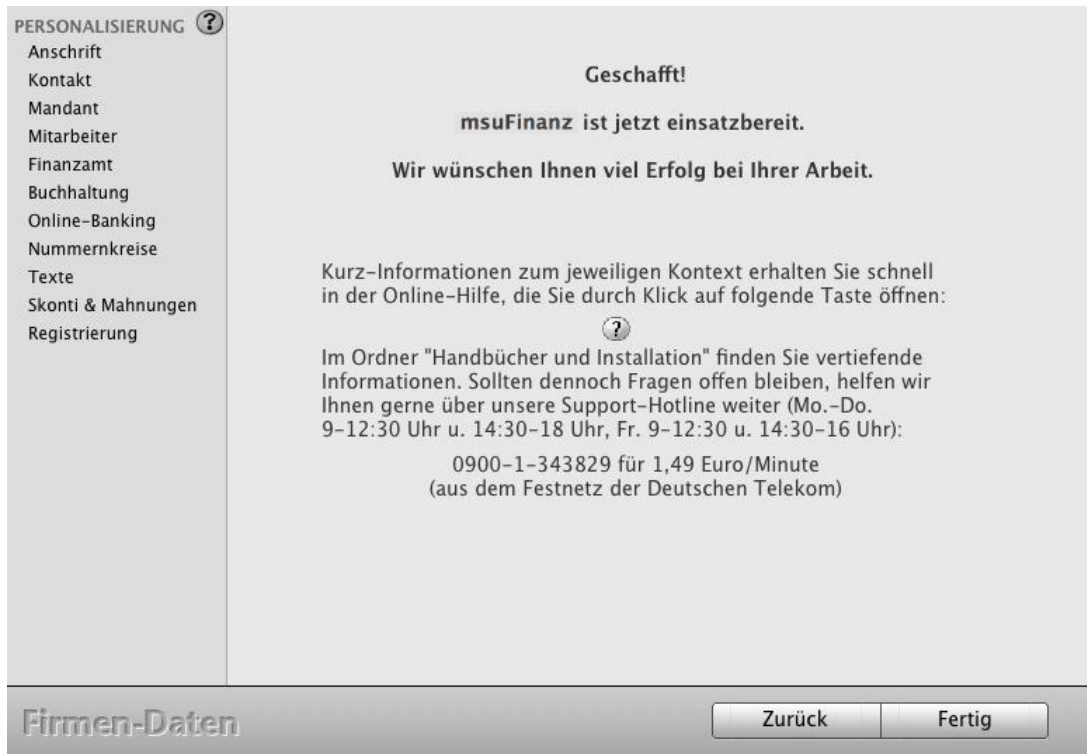 PERSONALISIERUNG ?
Anschrift
Kontakt
Mandant
Mitarbeiter
Finanzamt
Buchhaltung
Online-Banking
Nummernkreise
Texte
Skonti & Mahnungen
Registrierung
Geschafft!
msuFinanz ist jetzt einsatzbereit.
Wir wünschen Ihnen viel Erfolg bei Ihrer Arbeit.
Kurz-Informationen zum jeweiligen Kontext erhalten Sie schnell
in der Online-Hilfe, die Sie durch Klick auf folgende Taste öffnen:
?
Im Ordner "Handbücher und Installation" finden Sie vertiefende
Informationen. Sollten dennoch Fragen offen bleiben, helfen wir
Ihnen gerne über unsere Support-Hotline weiter (Mo.-Do.
9-12:30 Uhr u. 14:30-18 Uhr, Fr. 9-12:30 u. 14:30-16 Uhr):
0900-1-343829 für 1,49 Euro/Minute
(aus dem Festnetz der Deutschen Telekom)
Firmen-Daten
Zurück
Fertig